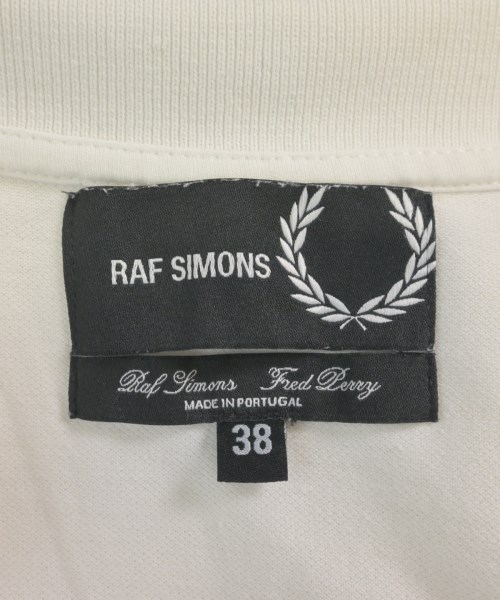 RAF SIMONS
Raf Simons Fred Perry
MADE IN PORTUGAL
38